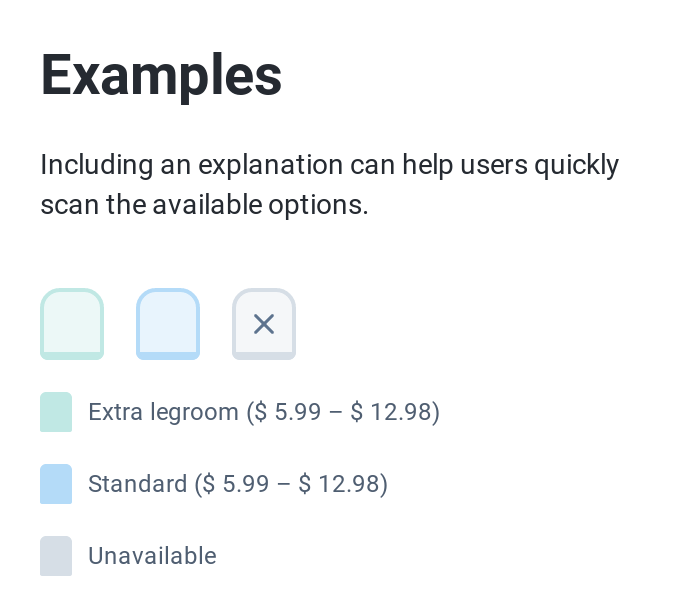 Examples
Including an explanation can help users quickly
scan the available options.
Extra legroom ($ 5.99 – $ 12.98)
Standard ($ 5.99 – $ 12.98)
Unavailable